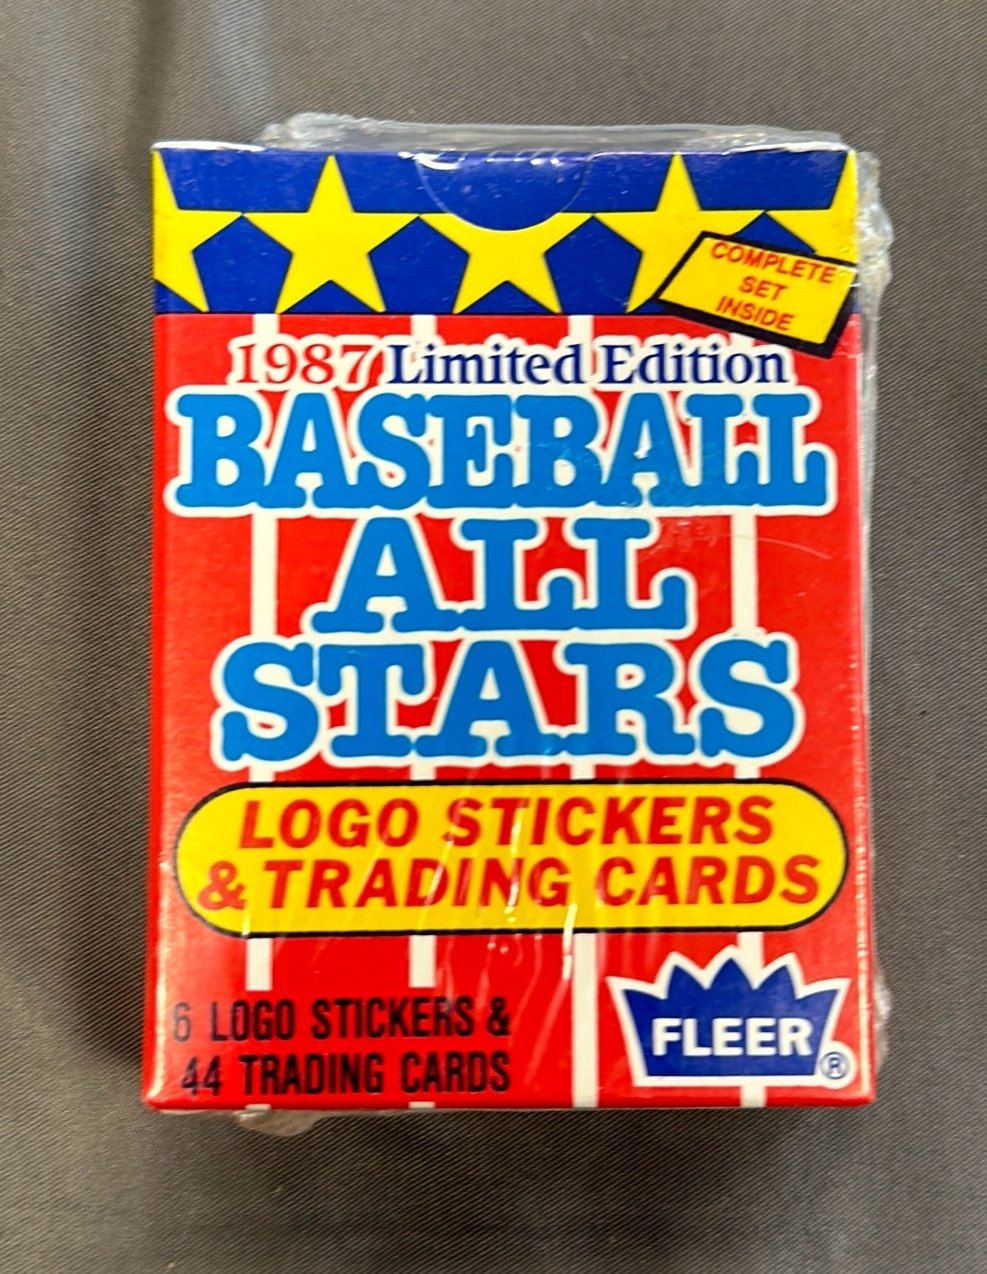 COMPLETE
SET
INSIDE
1987 Limited Edition
BASEBALL
ALL
STARS
LOGO STICKERS
& TRADING CARDS
6 LOGO STICKERS &
44 TRADING CARDS
FLEER®